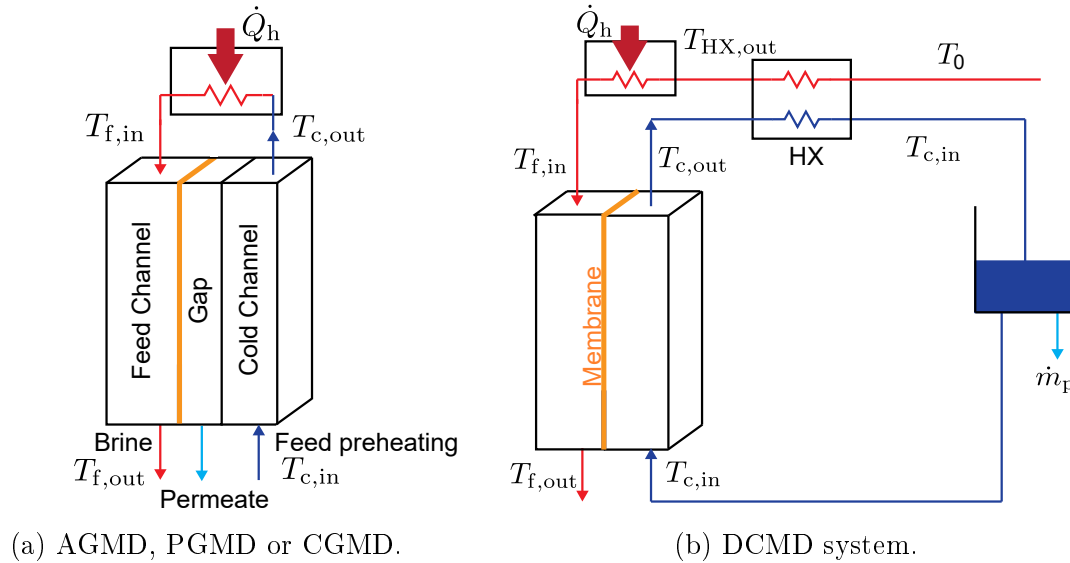 Q̇h
Tf,in
Tc,out
Feed Channel
Gap
Cold Channel
Brine
Feed preheating
Tf,out
Tc,in
Permeate
(a) AGMD, PGMD or CGMD.
Q̇h
THX,out
T0
HX
Tf,in
Tc,out
Tc,in
Membrane
ṁp
Tf,out
Tc,in
(b) DCMD system.